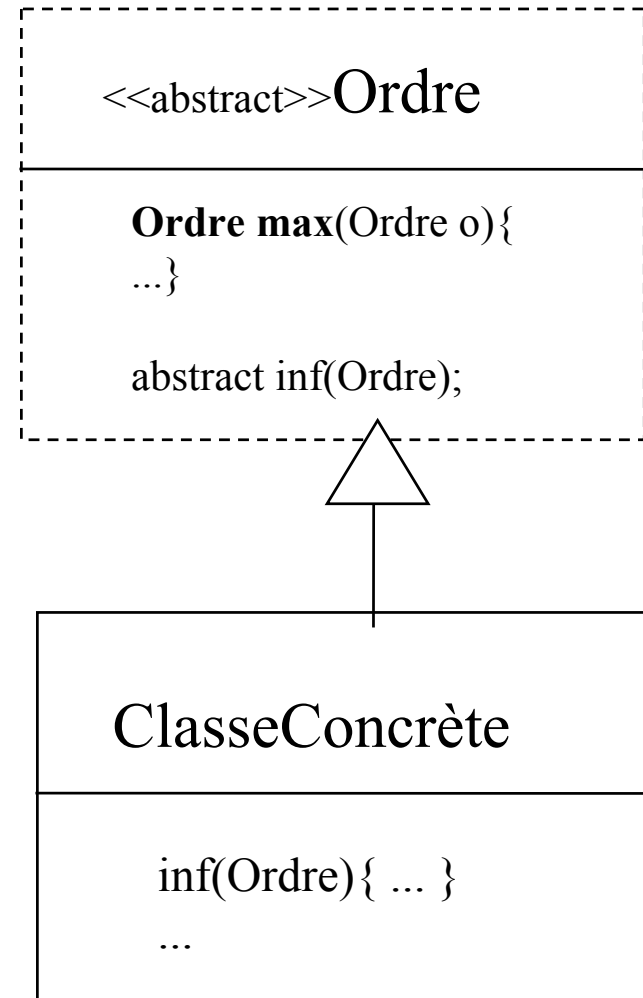 <<abstract>>Ordre
Ordre max(Ordre o){
...}
abstract inf(Ordre);
ClasseConcrète
inf(Ordre){ ... }
...